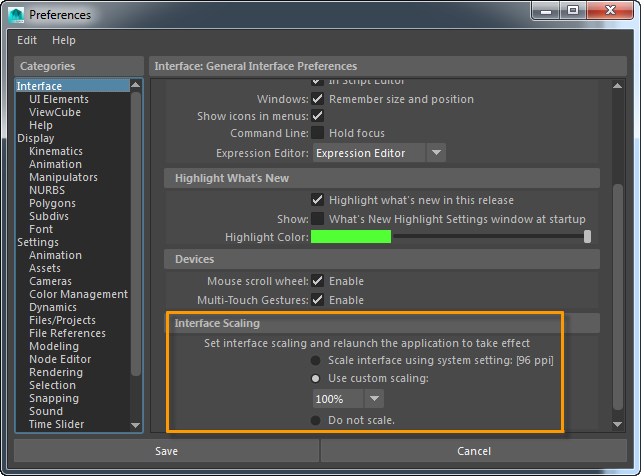 Preferences
Edit Help
Categories
Interface
UI Elements
ViewCube
Help
Display
Kinematics
Animation
Manipulators
NURBS
Polygons
Subdivs
Font
Settings
Animation
Assets
Cameras
Color Management
Dynamics
Files/Projects
File References
Modeling
Node Editor
Rendering
Selection
Snapping
Sound
Time Slider
Interface: General Interface Preferences
In Script Editor
Windows: Remember size and position
Show icons in menus:
Command Line: Hold focus
Expression Editor: Expression Editor
Highlight What's New
Highlight what's new in this release
Show: What's New Highlight Settings window at startup
Highlight Color:
Devices
Mouse scroll wheel: Enable
Multi-Touch Gestures: Enable
Interface Scaling
Set interface scaling and relaunch the application to take effect
Scale interface using system setting: [96 ppi]
Use custom scaling:
100%
Do not scale.
Save Cancel